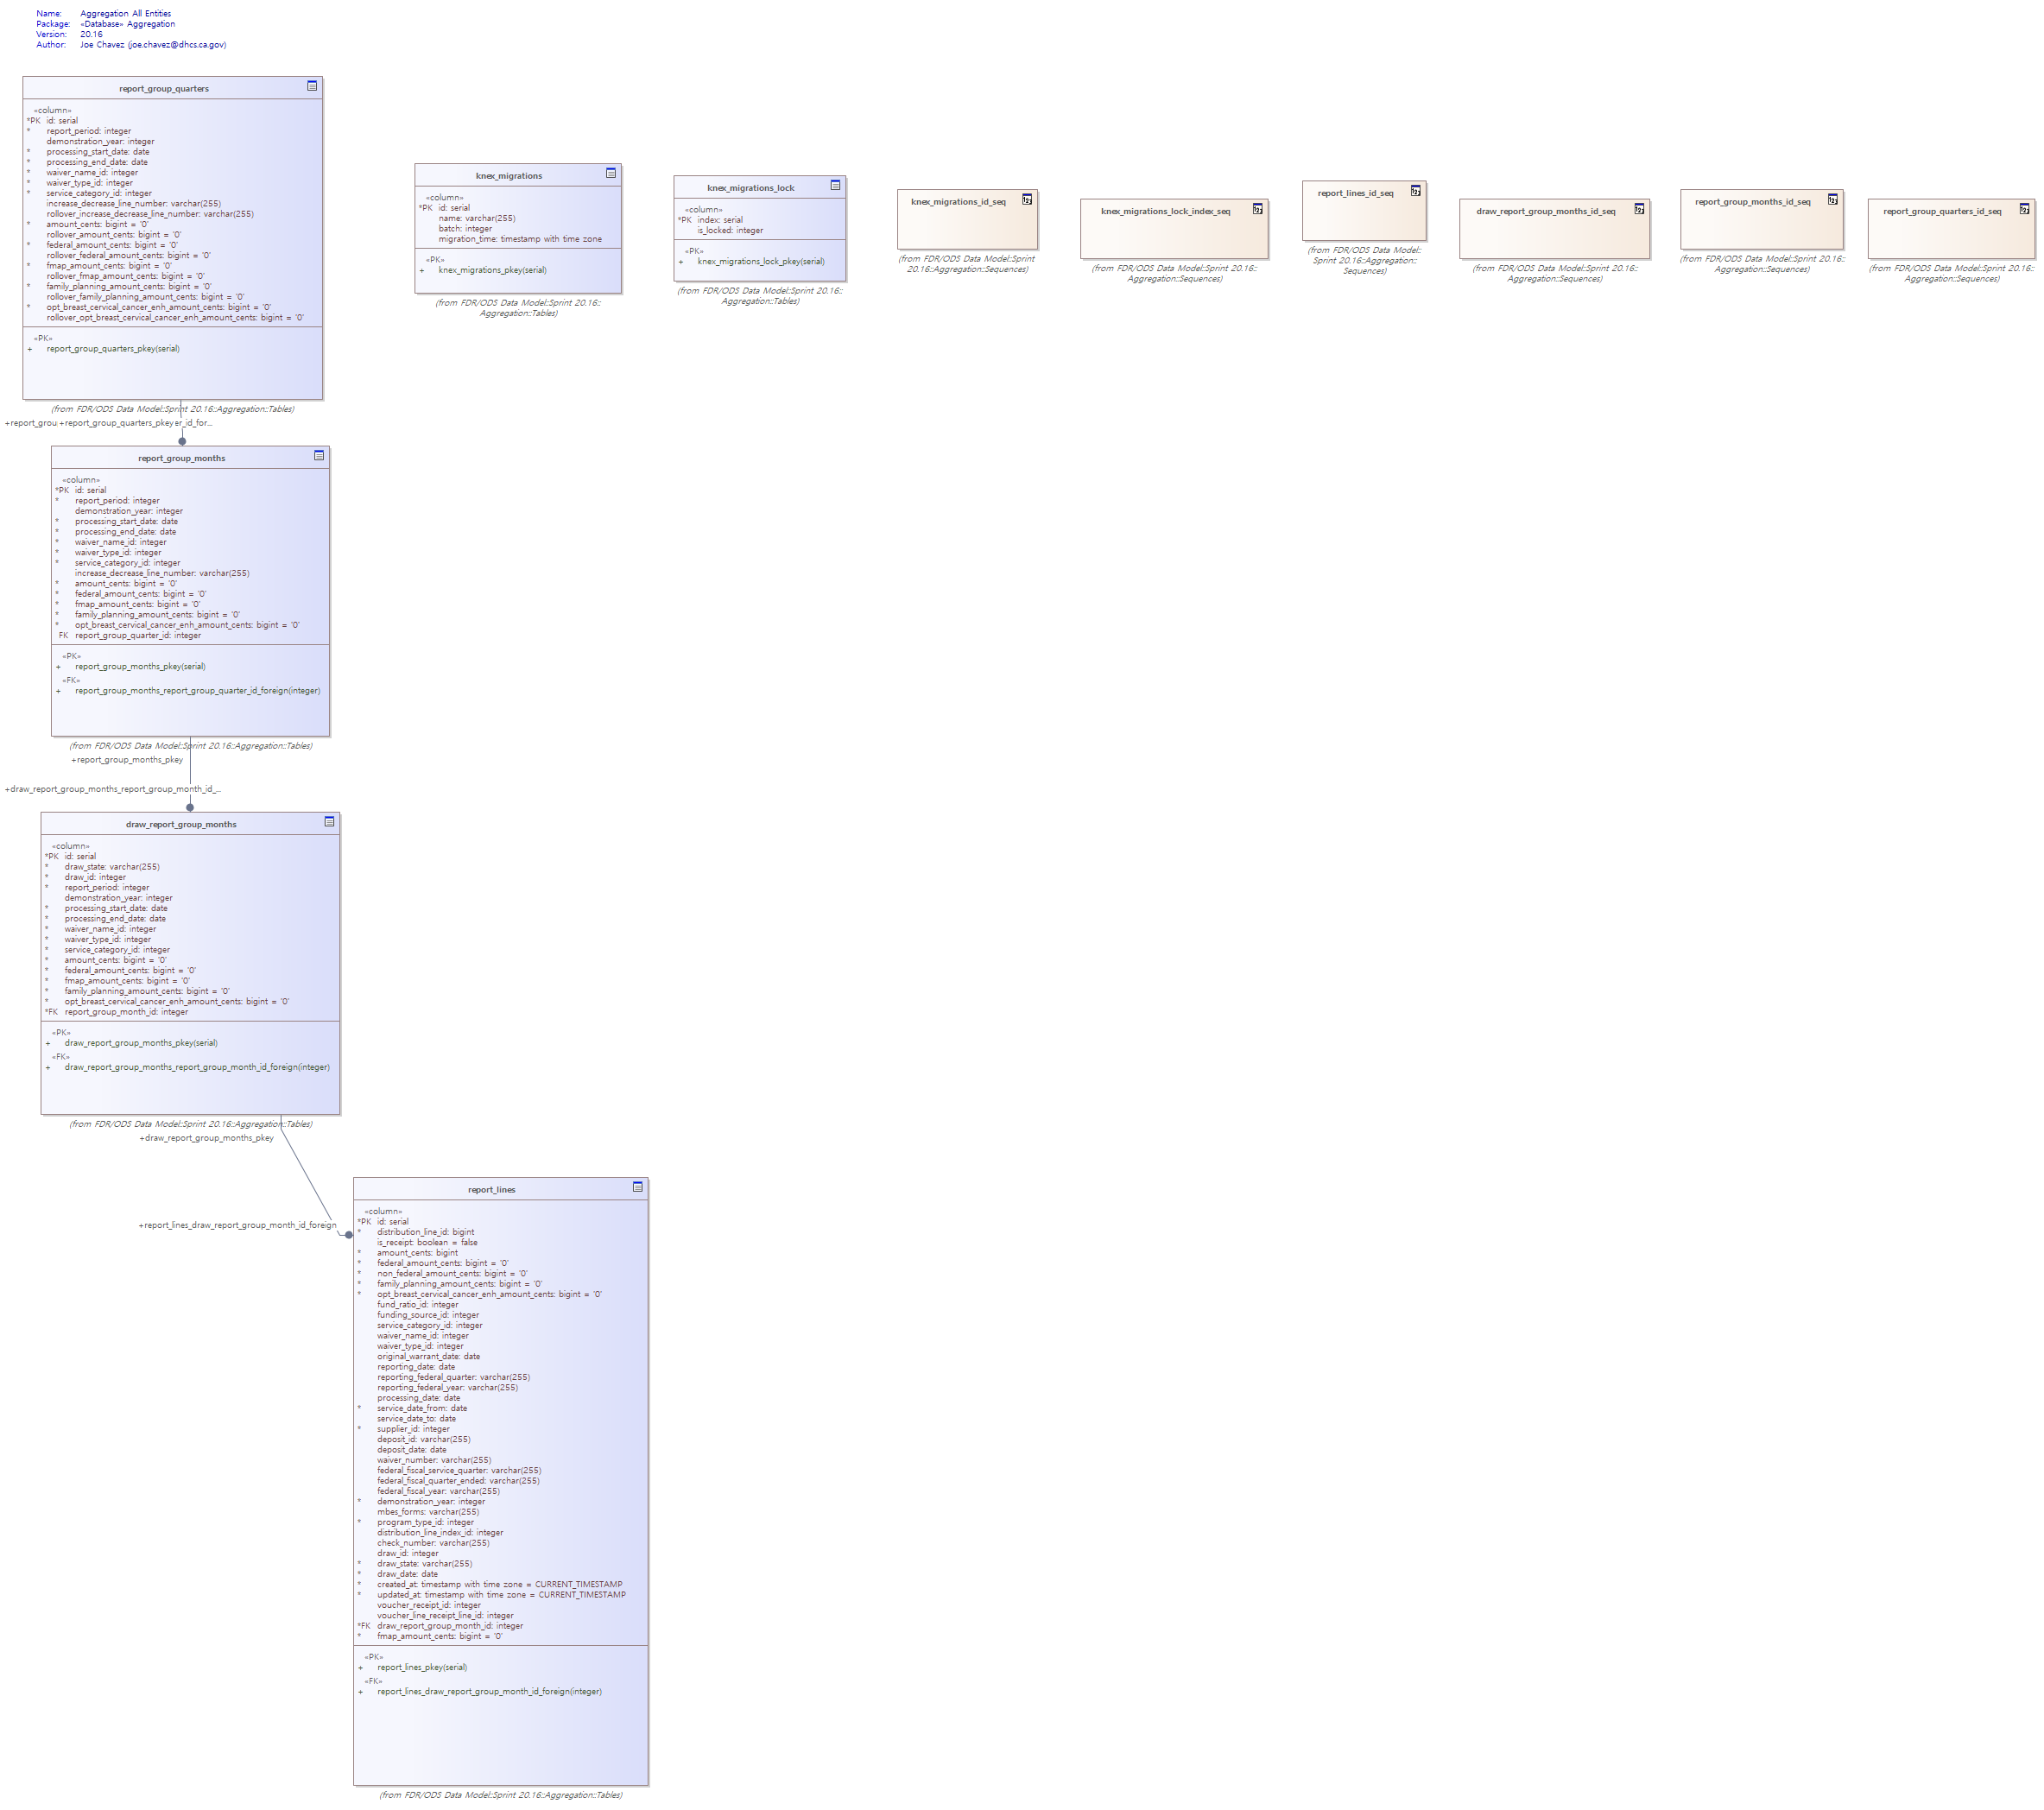 Name: Aggregation All Entities
Package: «Database» Aggregation
Version: 20.16
Author: Joe Chavez (joe.chavez@dhcs.ca.gov)
report_group_quarters
«column»
*PK id: serial
* report_period: integer
demonstration_year: integer
* processing_start_date: date
* processing_end_date: date
* waiver_name_id: integer
* waiver_type_id: integer
* service_category_id: integer
increase_decrease_line_number: varchar(255)
rollover_increase_decrease_line_number: varchar(255)
* amount_cents: bigint = '0'
rollover_amount_cents: bigint = '0'
* federal_amount_cents: bigint = '0'
rollover_federal_amount_cents: bigint = '0'
* fmap_amount_cents: bigint = '0'
rollover_fmap_amount_cents: bigint = '0'
* family_planning_amount_cents: bigint = '0'
rollover_family_planning_amount_cents: bigint = '0'
* opt_breast_cervical_cancer_enh_amount_cents: bigint = '0'
rollover_opt_breast_cervical_cancer_enh_amount_cents: bigint = '0'
«PK»
+ report_group_quarters_pkey(serial)
(from FDR/ODS Data Model::Sprint 20.16::Aggregation::Tables)
knex_migrations
«column»
*PK id: serial
name: varchar(255)
batch: integer
migration_time: timestamp with time zone
«PK»
+ knex_migrations_pkey(serial)
(from FDR/ODS Data Model::Sprint 20.16::
Aggregation::Tables)
knex_migrations_lock
«column»
*PK index: serial
is_locked: integer
«PK»
+ knex_migrations_lock_pkey(serial)
(from FDR/ODS Data Model::Sprint 20.16::
Aggregation::Tables)
knex_migrations_id_seq
(from FDR/ODS Data Model::Sprint
20.16::Aggregation::Sequences)
knex_migrations_lock_index_seq
(from FDR/ODS Data Model::Sprint 20.16::
Aggregation::Sequences)
report_lines_id_seq
(from FDR/ODS Data Model::
Sprint 20.16::Aggregation::
Sequences)
draw_report_group_months_id_seq
(from FDR/ODS Data Model::Sprint 20.16::
Aggregation::Sequences)
report_group_months_id_seq
(from FDR/ODS Data Model::Sprint 20.16::
Aggregation::Sequences)
report_group_quarters_id_seq
(from FDR/ODS Data Model::Sprint 20.16::
Aggregation::Sequences)
+report_grou +report_group_quarters_pkey er_id_for...
report_group_months
«column»
*PK id: serial
* report_period: integer
demonstration_year: integer
* processing_start_date: date
* processing_end_date: date
* waiver_name_id: integer
* waiver_type_id: integer
* service_category_id: integer
increase_decrease_line_number: varchar(255)
* amount_cents: bigint = '0'
* federal_amount_cents: bigint = '0'
* fmap_amount_cents: bigint = '0'
* family_planning_amount_cents: bigint = '0'
* opt_breast_cervical_cancer_enh_amount_cents: bigint = '0'
FK report_group_quarter_id: integer
«PK»
+ report_group_months_pkey(serial)
«FK»
+ report_group_months_report_group_quarter_id_foreign(integer)
(from FDR/ODS Data Model::Sprint 20.16::Aggregation::Tables)
+report_group_months_pkey
+draw_report_group_months_report_group_month_id_...
draw_report_group_months
«column»
*PK id: serial
* draw_state: varchar(255)
* draw_id: integer
* report_period: integer
demonstration_year: integer
* processing_start_date: date
* processing_end_date: date
* waiver_name_id: integer
* waiver_type_id: integer
* service_category_id: integer
* amount_cents: bigint = '0'
* federal_amount_cents: bigint = '0'
* fmap_amount_cents: bigint = '0'
* family_planning_amount_cents: bigint = '0'
* opt_breast_cervical_cancer_enh_amount_cents: bigint = '0'
*FK report_group_month_id: integer
«PK»
+ draw_report_group_months_pkey(serial)
«FK»
+ draw_report_group_months_report_group_month_id_foreign(integer)
(from FDR/ODS Data Model::Sprint 20.16::Aggregation::Tables)
+draw_report_group_months_pkey
+report_lines_draw_report_group_month_id_foreign
report_lines
«column»
*PK id: serial
* distribution_line_id: bigint
is_receipt: boolean = false
* amount_cents: bigint
* federal_amount_cents: bigint = '0'
* non_federal_amount_cents: bigint = '0'
* family_planning_amount_cents: bigint = '0'
* opt_breast_cervical_cancer_enh_amount_cents: bigint = '0'
fund_ratio_id: integer
funding_source_id: integer
service_category_id: integer
waiver_name_id: integer
waiver_type_id: integer
original_warrant_date: date
reporting_date: date
reporting_federal_quarter: varchar(255)
reporting_federal_year: varchar(255)
processing_date: date
* service_date_from: date
service_date_to: date
* supplier_id: integer
deposit_id: varchar(255)
deposit_date: date
waiver_number: varchar(255)
federal_fiscal_service_quarter: varchar(255)
federal_fiscal_quarter_ended: varchar(255)
federal_fiscal_year: varchar(255)
* demonstration_year: integer
mbes_forms: varchar(255)
* program_type_id: integer
distribution_line_index_id: integer
check_number: varchar(255)
draw_id: integer
* draw_state: varchar(255)
* draw_date: date
* created_at: timestamp with time zone = CURRENT_TIMESTAMP
* updated_at: timestamp with time zone = CURRENT_TIMESTAMP
voucher_receipt_id: integer
voucher_line_receipt_line_id: integer
*FK draw_report_group_month_id: integer
* fmap_amount_cents: bigint = '0'
«PK»
+ report_lines_pkey(serial)
«FK»
+ report_lines_draw_report_group_month_id_foreign(integer)
(from FDR/ODS Data Model::Sprint 20.16::Aggregation::Tables)